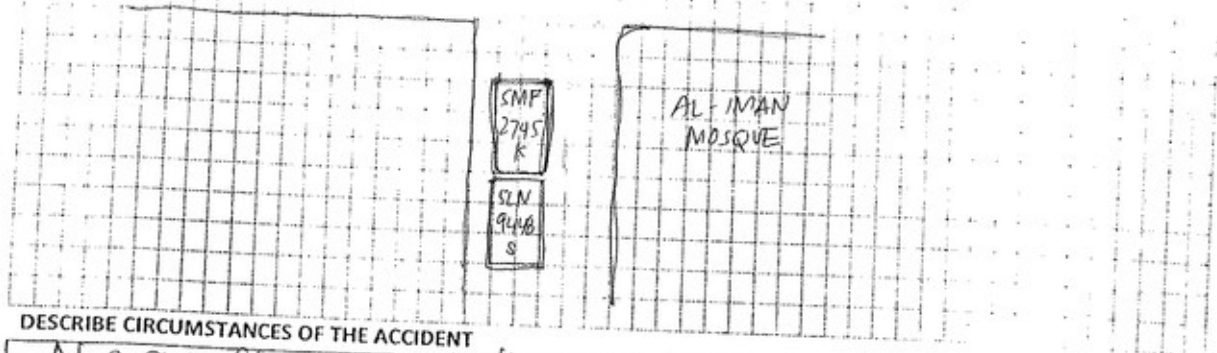 SMF
2745
K
AL-IMAN
MOSQUE
SLN
9448
S
DESCRIBE CIRCUMSTANCES OF THE ACCIDENT